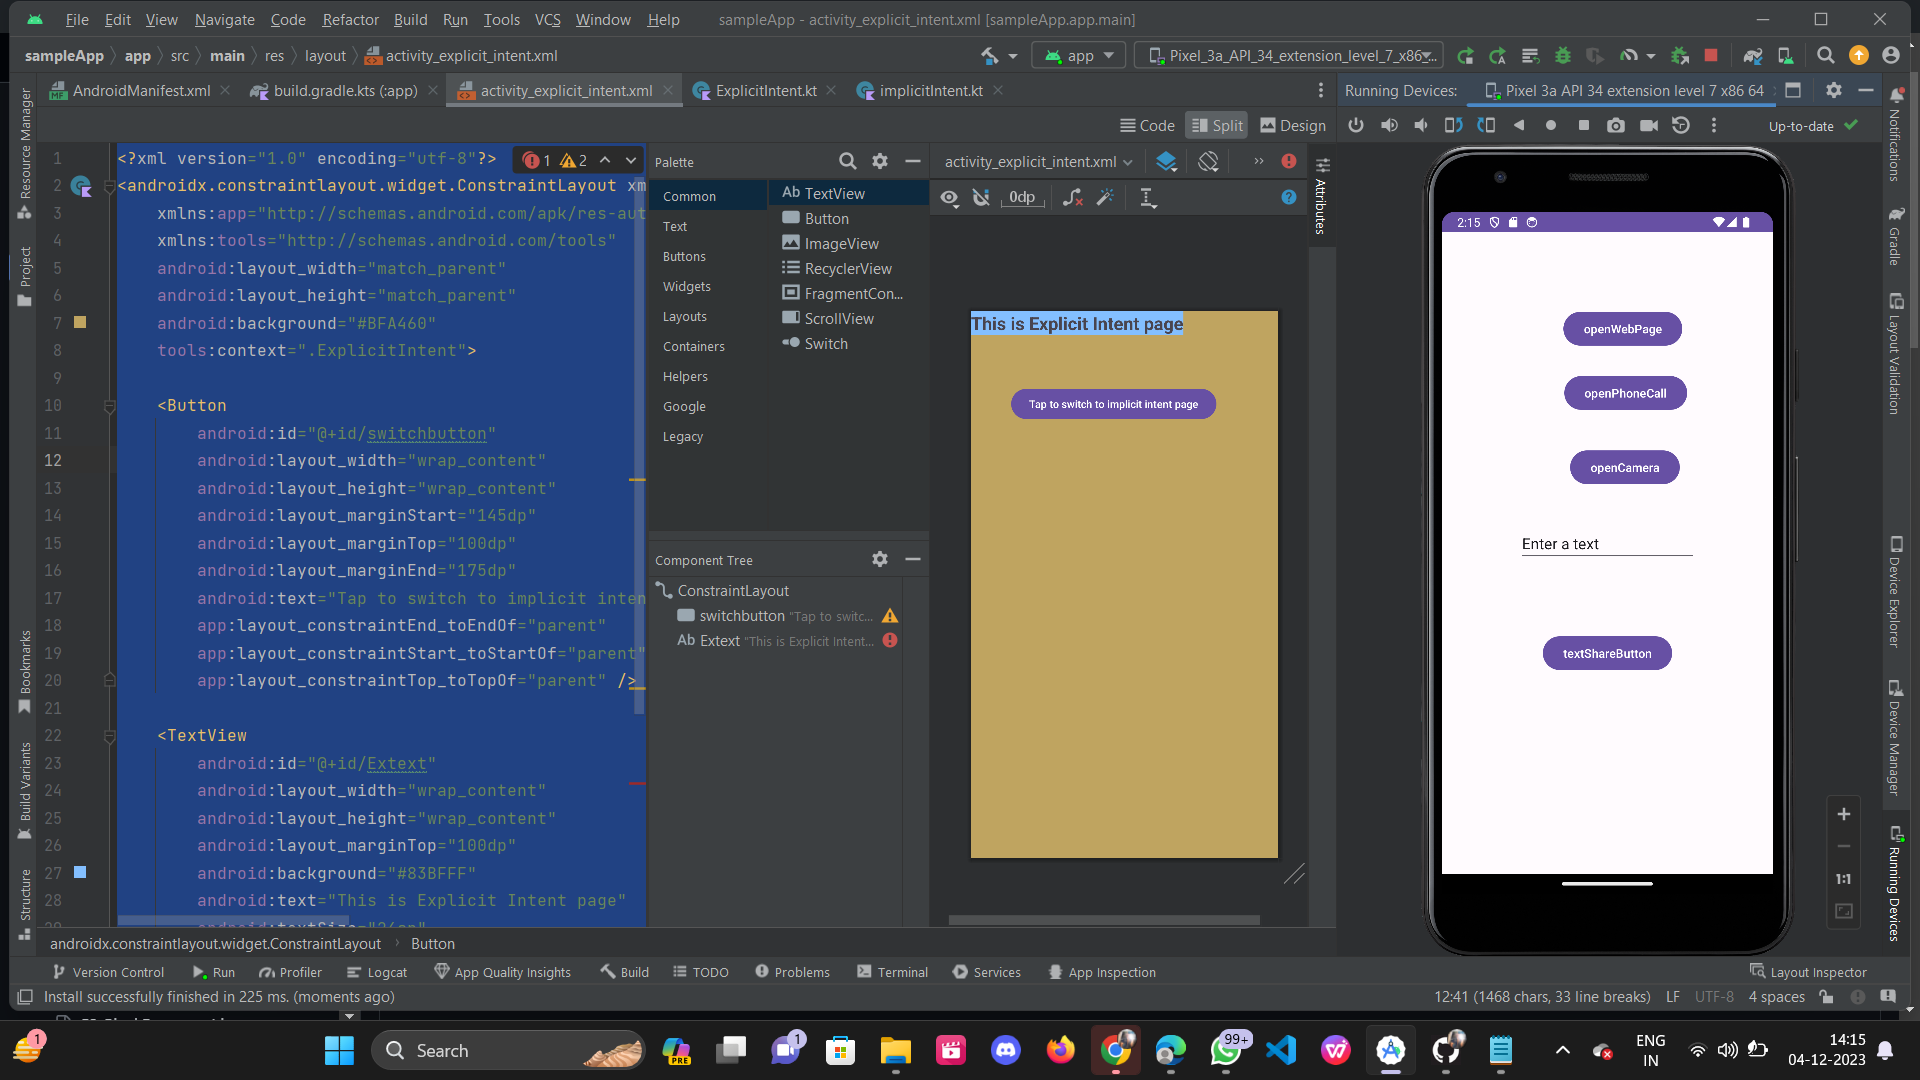 File Edit View Navigate Code Refactor Build Run Tools VCS Window Help sampleApp - activity_explicit_intent.xml [sampleApp.app.main]
sampleApp app src main res layout activity_explicit_intent.xml
app
Pixel_3a_API_34_extension_level_7_x86_...
AndroidManifest.xml
build.gradle.kts (:app)
activity_explicit_intent.xml
ExplicitIntent.kt
implicitIntent.kt
Running Devices:
Pixel 3a API 34 extension level 7 x86 64
Code
Split
Design
Up-to-date
Resource Manager
Project
Bookmarks
Build Variants
Structure
1 <?xml version="1.0" encoding="utf-8"?>
1 2
2 <androidx.constraintlayout.widget.ConstraintLayout xm
3 xmlns:app="http://schemas.android.com/apk/res-aut
4 xmlns:tools="http://schemas.android.com/tools"
5 android:layout_width="match_parent"
6 android:layout_height="match_parent"
7 android:background="#BFA460"
8 tools:context=".ExplicitIntent">
9
10 <Button
11 android:id="@+id/switchbutton"
12 android:layout_width="wrap_content"
13 android:layout_height="wrap_content"
14 android:layout_marginStart="145dp"
15 android:layout_marginTop="100dp"
16 android:layout_marginEnd="175dp"
17 android:text="Tap to switch to implicit inten
18 app:layout_constraintEnd_toEndOf="parent"
19 app:layout_constraintStart_toStartOf="parent"
20 app:layout_constraintTop_toTopOf="parent" />
21
22 <TextView
23 android:id="@+id/Extext"
24 android:layout_width="wrap_content"
25 android:layout_height="wrap_content"
26 android:layout_marginTop="100dp"
27 android:background="#83BFFF"
28 android:text="This is Explicit Intent page"
Palette
Common
Text
Buttons
Widgets
Layouts
Containers
Helpers
Google
Legacy
Ab TextView
Button
ImageView
RecyclerView
FragmentCon...
ScrollView
Switch
Component Tree
ConstraintLayout
switchbutton "Tap to switc...
Ab Extext "This is Explicit Intent...
activity_explicit_intent.xml
0dp
Attributes
This is Explicit Intent page
Tap to switch to implicit intent page
2:15
openWebPage
openPhoneCall
openCamera
Enter a text
textShareButton
1:1
Notifications
Gradle
Layout Validation
Device Explorer
Device Manager
Running Devices
androidx.constraintlayout.widget.ConstraintLayout Button
Version Control Run Profiler Logcat App Quality Insights Build TODO Problems Terminal Services App Inspection Layout Inspector
Install successfully finished in 225 ms. (moments ago)
12:41 (1468 chars, 33 line breaks) LF UTF-8 4 spaces
1
Search
PRE
1
99+
ENG
IN
14:15
04-12-2023